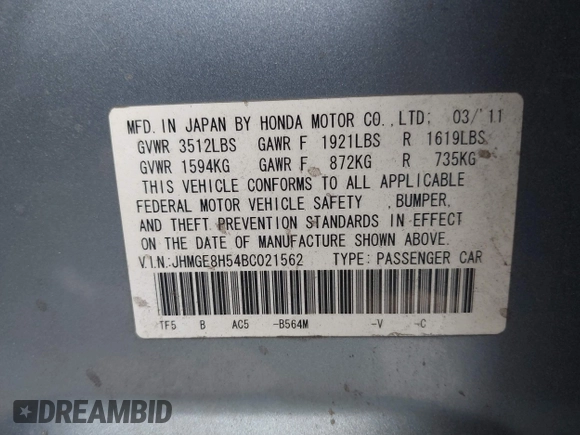 MFD. IN JAPAN BY HONDA MOTOR CO., LTD: 03/'11
GVWR 3512LBS GAWR F 1921LBS R 1619LBS
GVWR 1594KG GAWR F 872KG R 735KG
THIS VEHICLE CONFORMS TO ALL APPLICABLE
FEDERAL MOTOR VEHICLE SAFETY , BUMPER,
AND THEFT PREVENTION STANDARDS IN EFFECT
ON THE DATE OF MANUFACTURE SHOWN ABOVE.
V.I.N.:JHMGE8H54BC021562 TYPE: PASSENGER CAR
TF5 B AC5 -B564M -V -C
DREAMBID